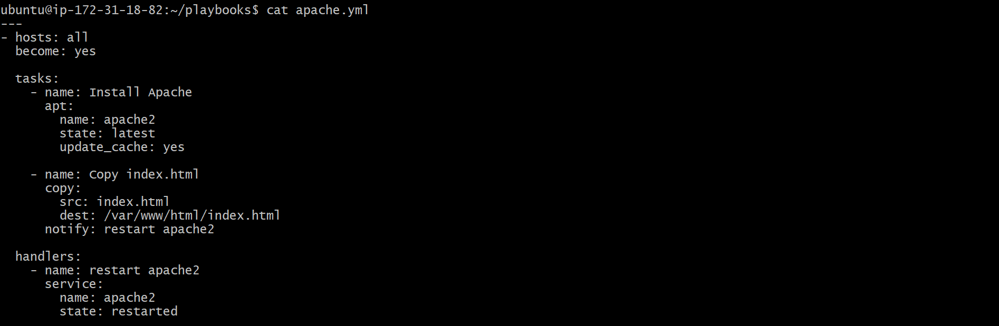 ubuntu@ip-172-31-18-82:~/playbooks$ cat apache.yml
---
- hosts: all
  become: yes

  tasks:
    - name: Install Apache
      apt:
        name: apache2
        state: latest
        update_cache: yes

    - name: Copy index.html
      copy:
        src: index.html
        dest: /var/www/html/index.html
      notify: restart apache2

  handlers:
    - name: restart apache2
      service:
        name: apache2
        state: restarted